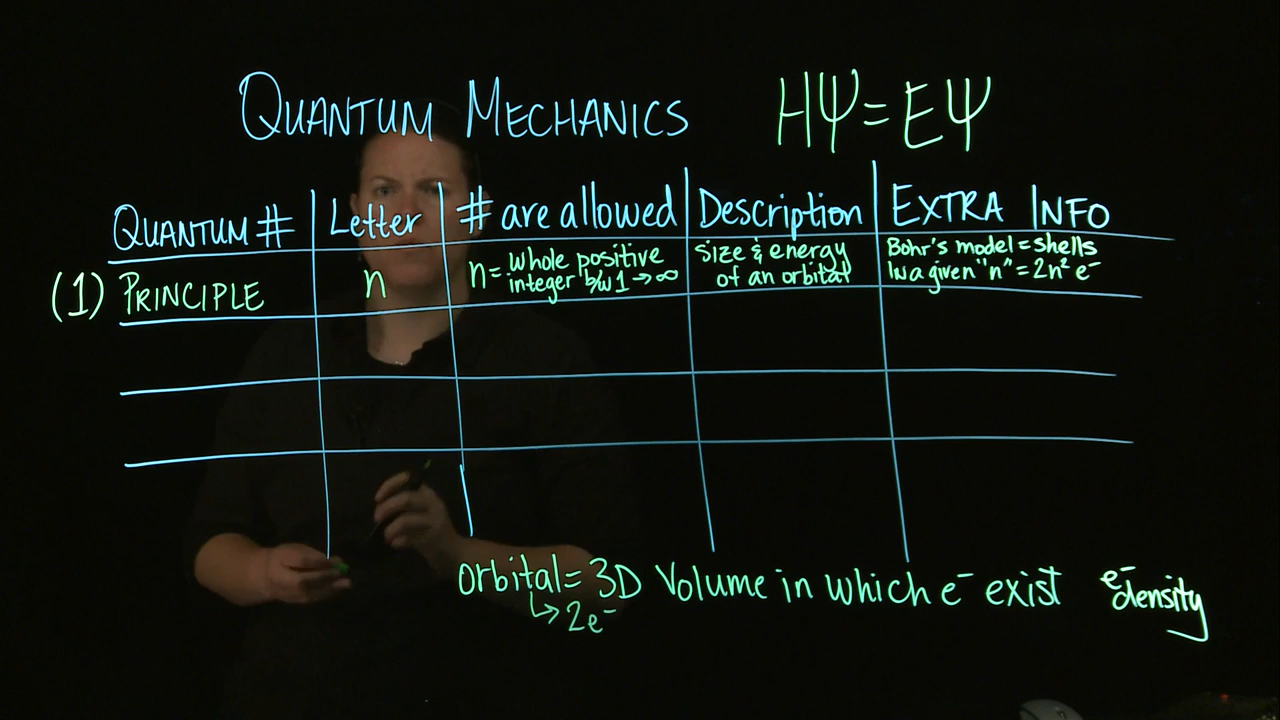 QUANTUM MECHANICS HΨ=EΨ
QUANTUM # Letter # are allowed Description EXTRA INFO
(1) PRINCIPLE n n= whole positive integer b/w 1 → ∞ size & energy of an orbital Bohr's model = shells In a given "n" = 2n² e⁻
orbital = 3D Volume in which e⁻ exist e⁻ density
↳ 2e⁻